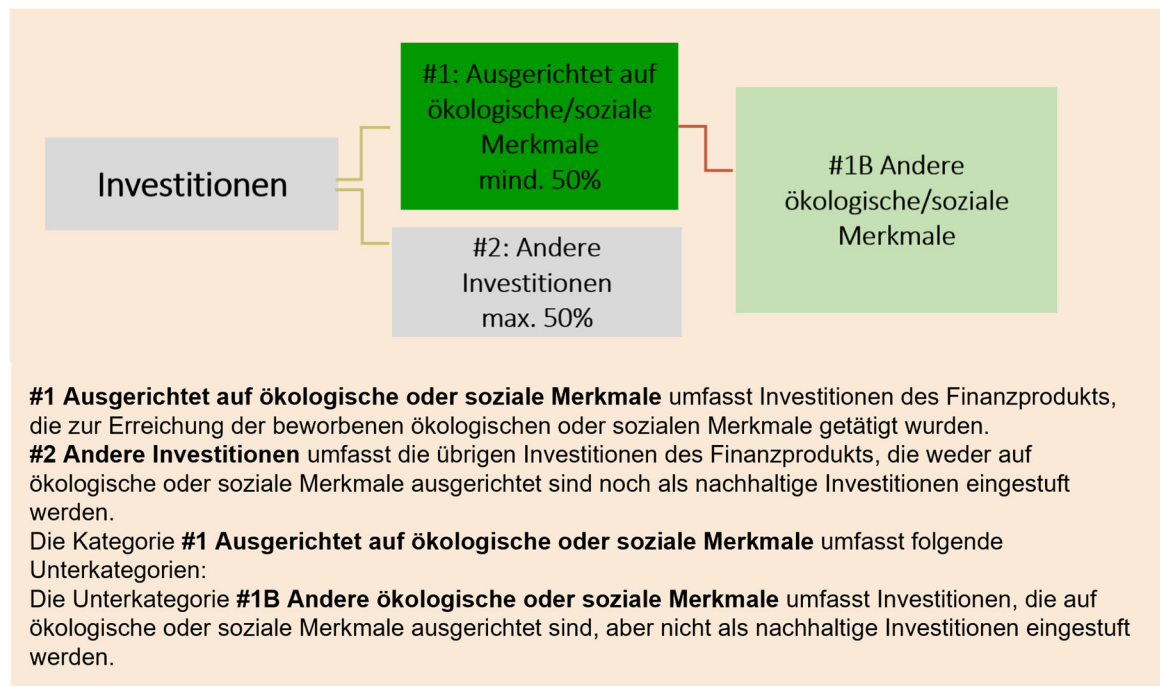 Investitionen
#1: Ausgerichtet auf
ökologische/soziale
Merkmale
mind. 50%
#2: Andere
Investitionen
max. 50%
#1B Andere
ökologische/soziale
Merkmale
#1 Ausgerichtet auf ökologische oder soziale Merkmale umfasst Investitionen des Finanzprodukts,
die zur Erreichung der beworbenen ökologischen oder sozialen Merkmale getätigt wurden.
#2 Andere Investitionen umfasst die übrigen Investitionen des Finanzprodukts, die weder auf
ökologische oder soziale Merkmale ausgerichtet sind noch als nachhaltige Investitionen eingestuft
werden.
Die Kategorie #1 Ausgerichtet auf ökologische oder soziale Merkmale umfasst folgende
Unterkategorien:
Die Unterkategorie #1B Andere ökologische oder soziale Merkmale umfasst Investitionen, die auf
ökologische oder soziale Merkmale ausgerichtet sind, aber nicht als nachhaltige Investitionen eingestuft
werden.